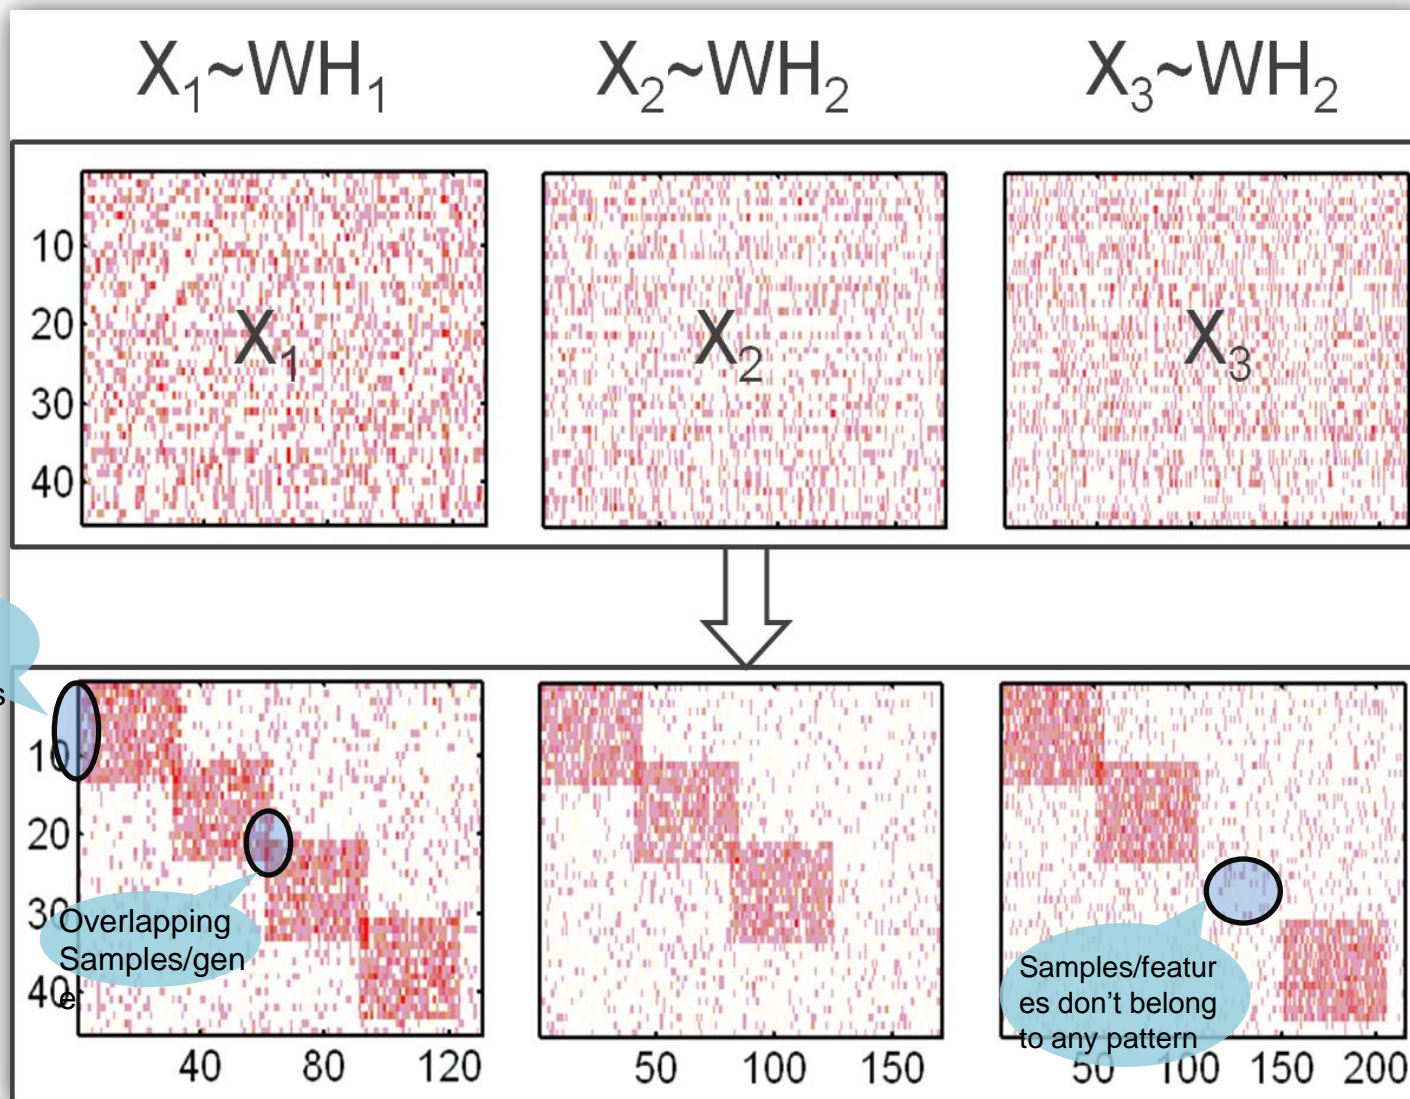 X1~WH1
X2~WH2
X3~WH2
10
20
30
40
X1
X2
X3
s
10
20
30
40
Overlapping
Samples/gen
e
Samples/featur
es don’t belong
to any pattern
40 80 120
50 100 150
50 100 150 200